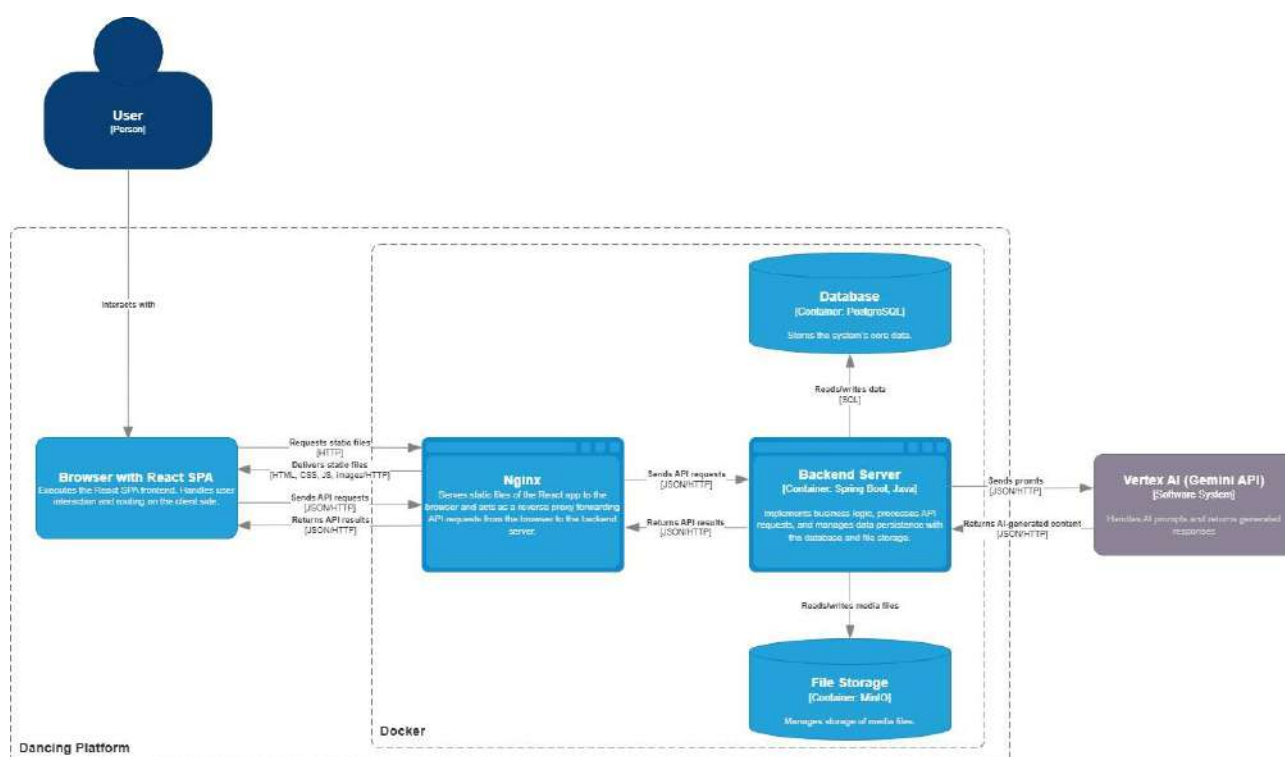 User
[Person]
Interacts with
Database
[Container: PostgreSQL]
Stores the system's core data.
Reads/writes data
[SQL]
Browser with React SPA
Executes the React SPA frontend. Handles user
interaction and routing on the client side.
Requests static files
[HTTP]
Delivers static files
[HTML, CSS, JS, Images/HTTP]
Sends API requests
[JSON/HTTP]
Returns API results
[JSON/HTTP]
Nginx
Serves static files of the React app to the
browser and acts as a reverse proxy forwarding
API requests from the browser to the backend
server.
Sends API requests
[JSON/HTTP]
Returns API results
[JSON/HTTP]
Backend Server
[Container: Spring Boot, Java]
Implements business logic, processes API
requests, and manages data persistence with
the database and file storage.
Sends
[JSON/HTTP]
Returns AI-generated content
[JSON/HTTP]
Vertex AI (Gemini API)
[Software System]
Handles AI prompts and returns generated
responses
Reads/writes media files
File Storage
[Container: MinIO]
Manages storage of media files.
Docker
Dancing Platform